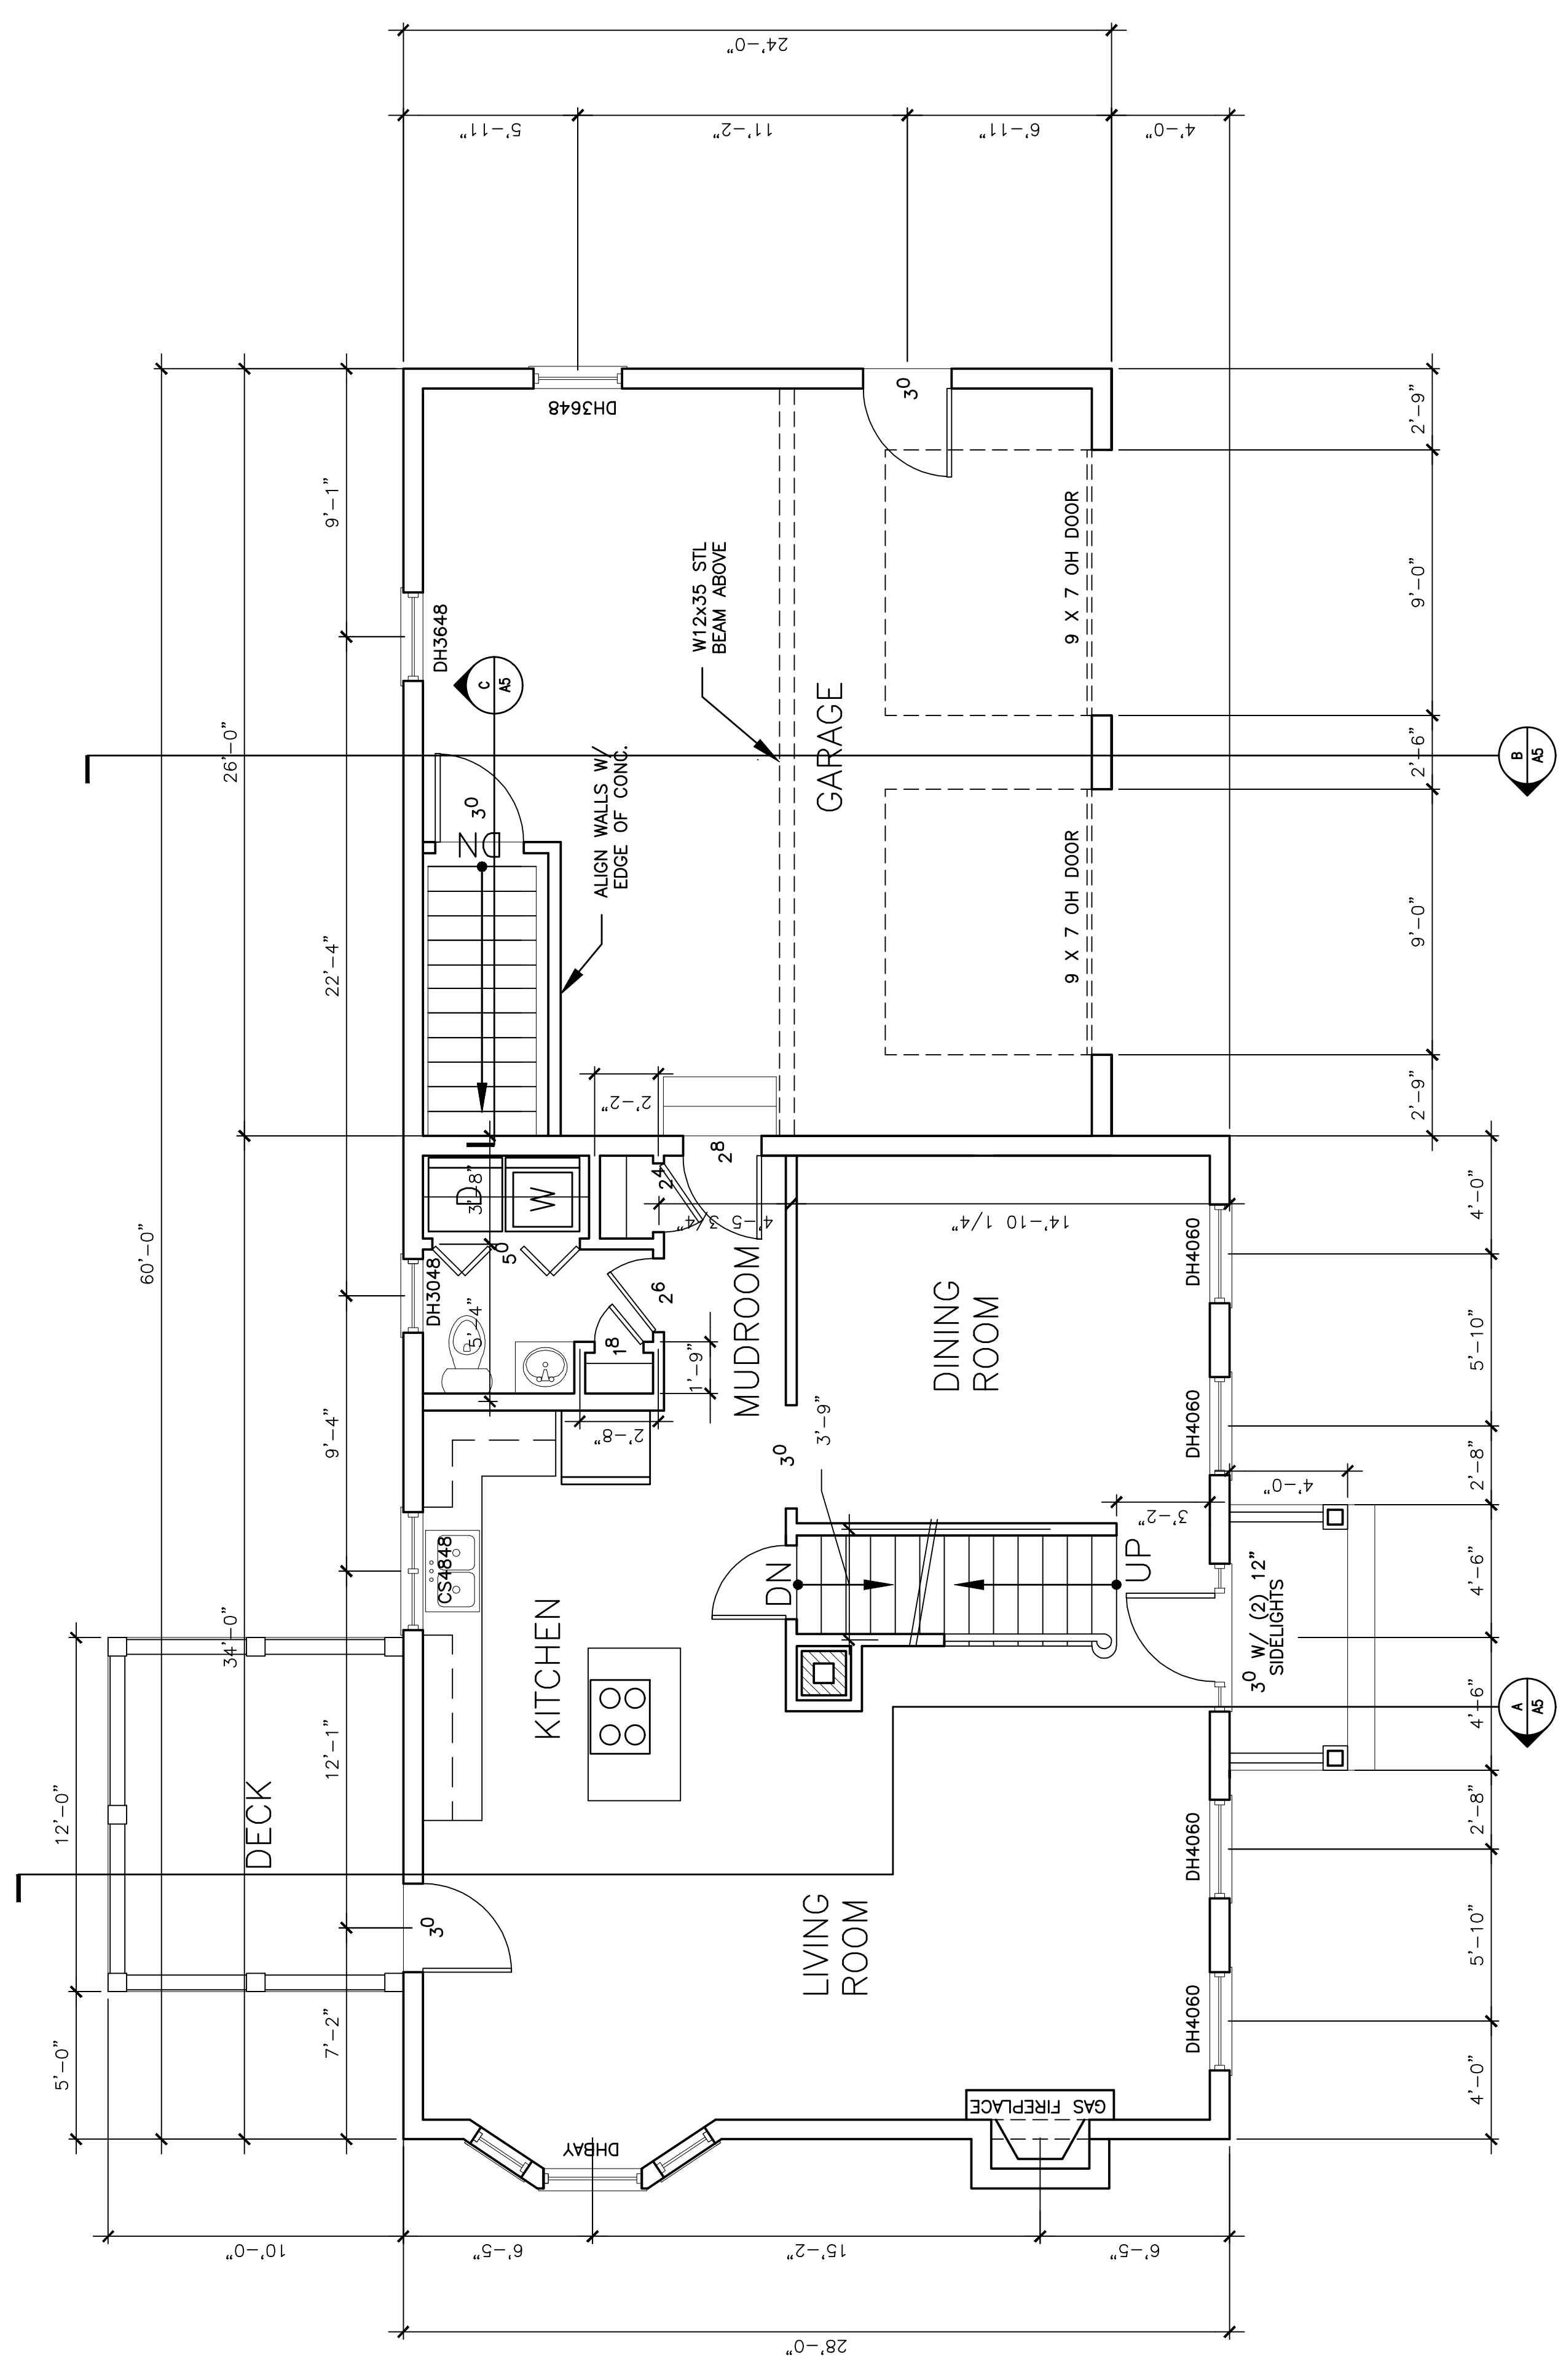 24'-0"
5'-11"
11'-2"
6'-11"
4'-0"
60'-0"
26'-0"
34'-0"
9'-1"
22'-4"
9'-4"
12'-1"
7'-2"
12'-0"
5'-0"
DECK
DH3648
DH3648
C
A5
30
DN
30
W12x35 STL
BEAM ABOVE
ALIGN WALLS W/
EDGE OF CONC.
GARAGE
9 X 7 OH DOOR
9 X 7 OH DOOR
2'-9"
9'-0"
2'-6"
9'-0"
2'-9"
B
A5
2'-2"
28
24
D
3'-8"
W
50
DH3048
5'-4"
26
18
1'-9"
2'-8"
4'-5 3/4"
14'-10 1/4"
MUDROOM
DINING
ROOM
DH4060
DH4060
30
3'-9"
CS4848
KITCHEN
DN
UP
3'-2"
4'-0"
30 W/ (2) 12"
SIDELIGHTS
LIVING
ROOM
30
DH4060
DH4060
DHBAY
GAS FIREPLACE
4'-0"
5'-10"
2'-8"
4'-6"
4'-6"
2'-8"
5'-10"
4'-0"
A
A5
10'-0"
6'-5"
15'-2"
6'-5"
28'-0"